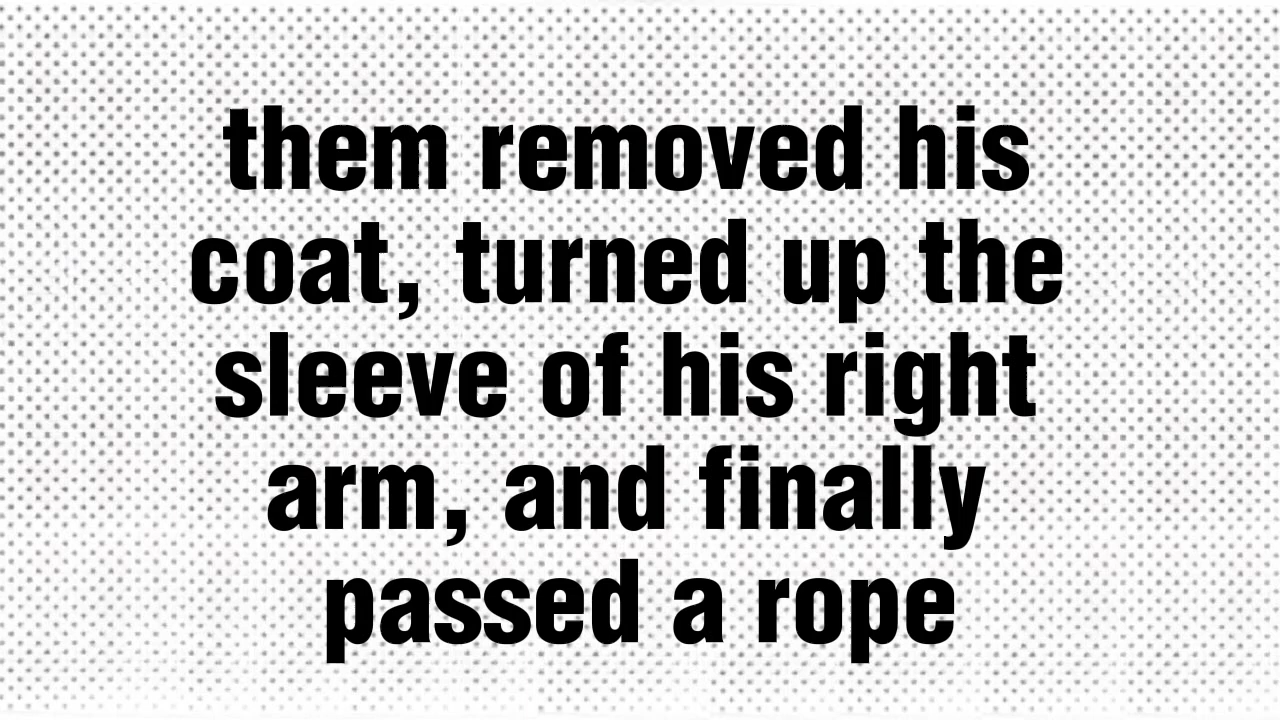 them removed his
coat, turned up the
sleeve of his right
arm, and finally
passed a rope